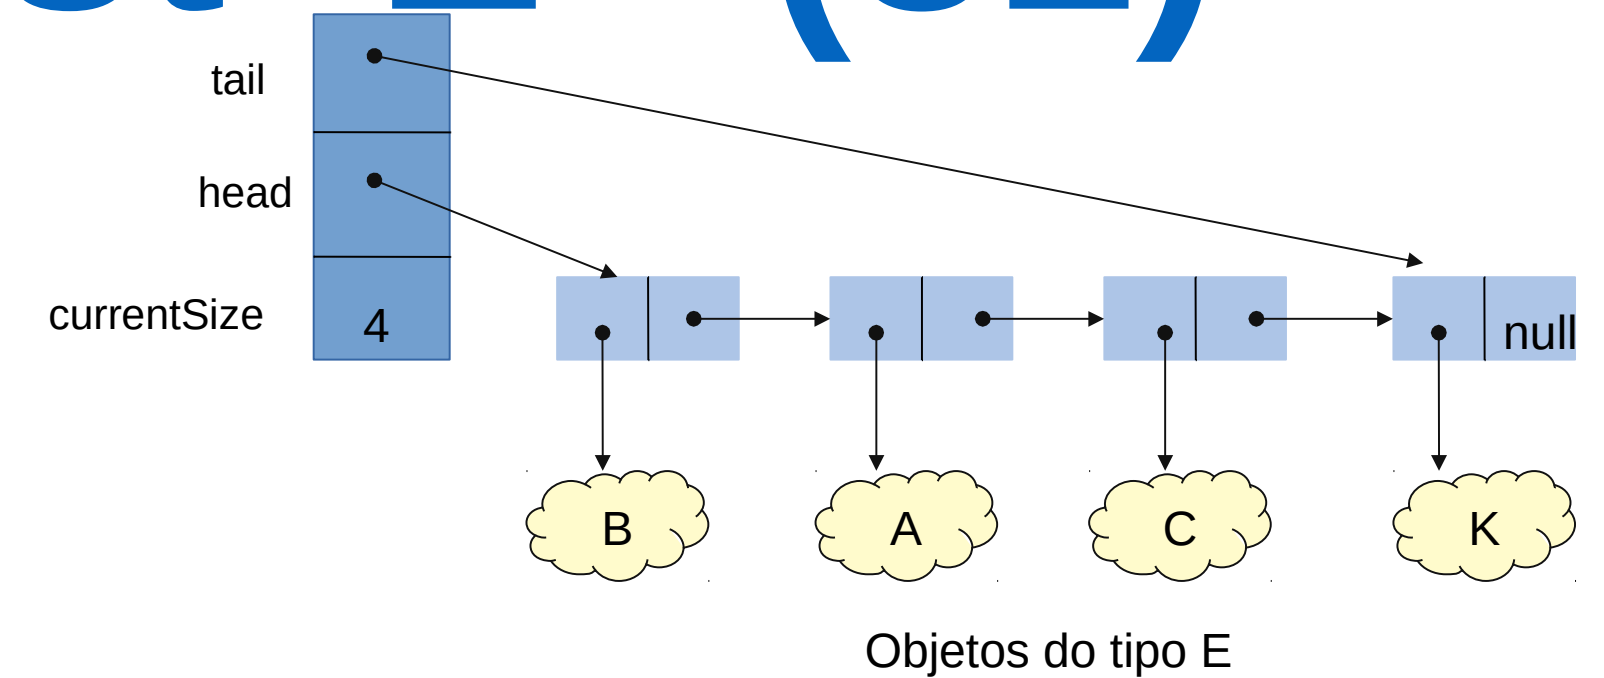 tail
head
currentSize
4
null
B
A
C
K
Objetos do tipo E